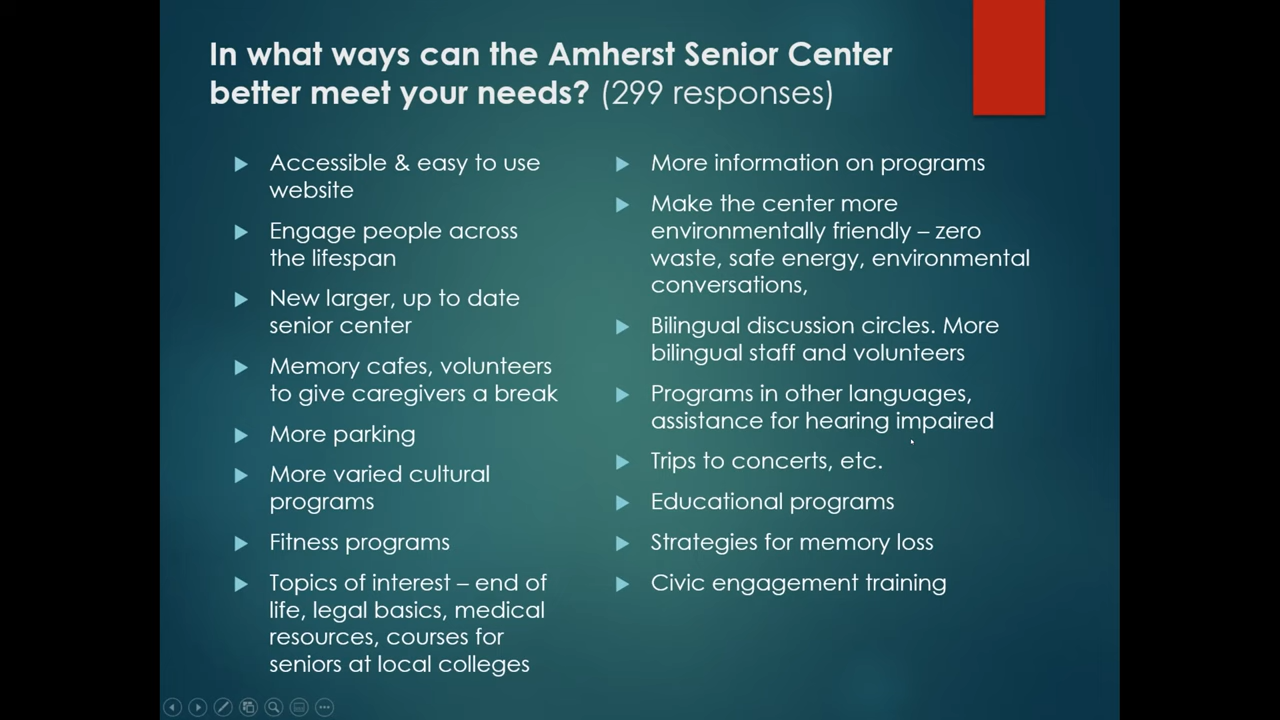 In what ways can the Amherst Senior Center
better meet your needs? (299 responses)
Accessible & easy to use
website
Engage people across
the lifespan
New larger, up to date
senior center
Memory cafes, volunteers
to give caregivers a break
More parking
More varied cultural
programs
Fitness programs
Topics of interest – end of
life, legal basics, medical
resources, courses for
seniors at local colleges
More information on programs
Make the center more
environmentally friendly – zero
waste, safe energy, environmental
conversations,
Bilingual discussion circles. More
bilingual staff and volunteers
Programs in other languages,
assistance for hearing impaired
Trips to concerts, etc.
Educational programs
Strategies for memory loss
Civic engagement training